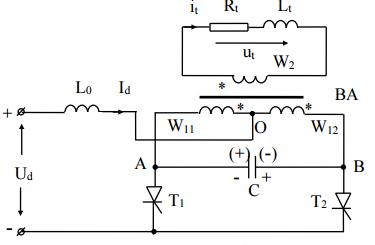 it Rt Lt
ut
W2
*
L0 Id BA
* *
+
W11 O W12
(+) (-)
A B
- +
Ud C
T1 T2
-